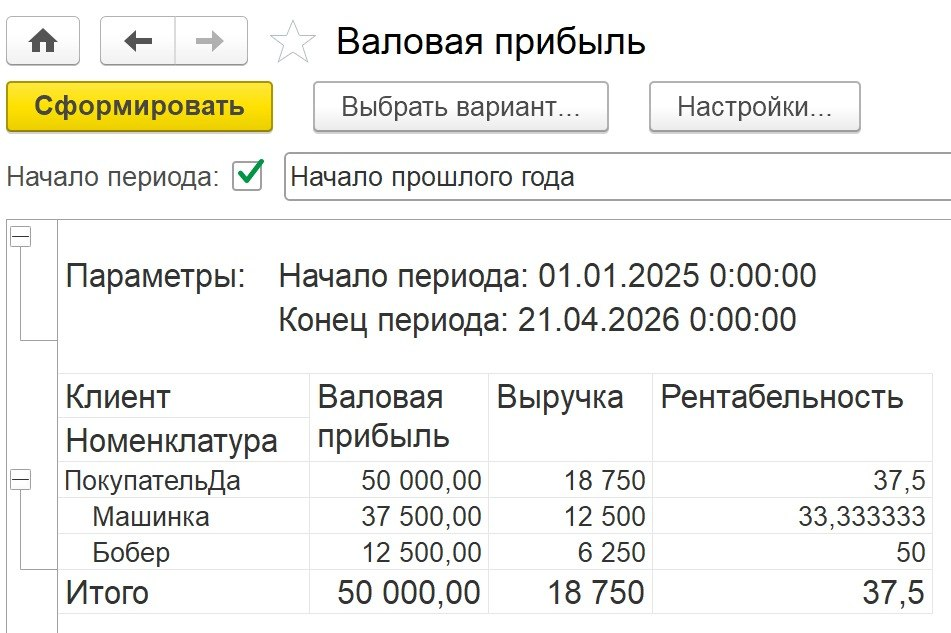 Валовая прибыль
Сформировать Выбрать вариант... Настройки...
Начало периода: Начало прошлого года
Параметры: Начало периода: 01.01.2025 0:00:00
Конец периода: 21.04.2026 0:00:00
Клиент Валовая прибыль Выручка Рентабельность
Номенклатура
ПокупательДа 50 000,00 18 750 37,5
Машинка 37 500,00 12 500 33,333333
Бобер 12 500,00 6 250 50
Итого 50 000,00 18 750 37,5